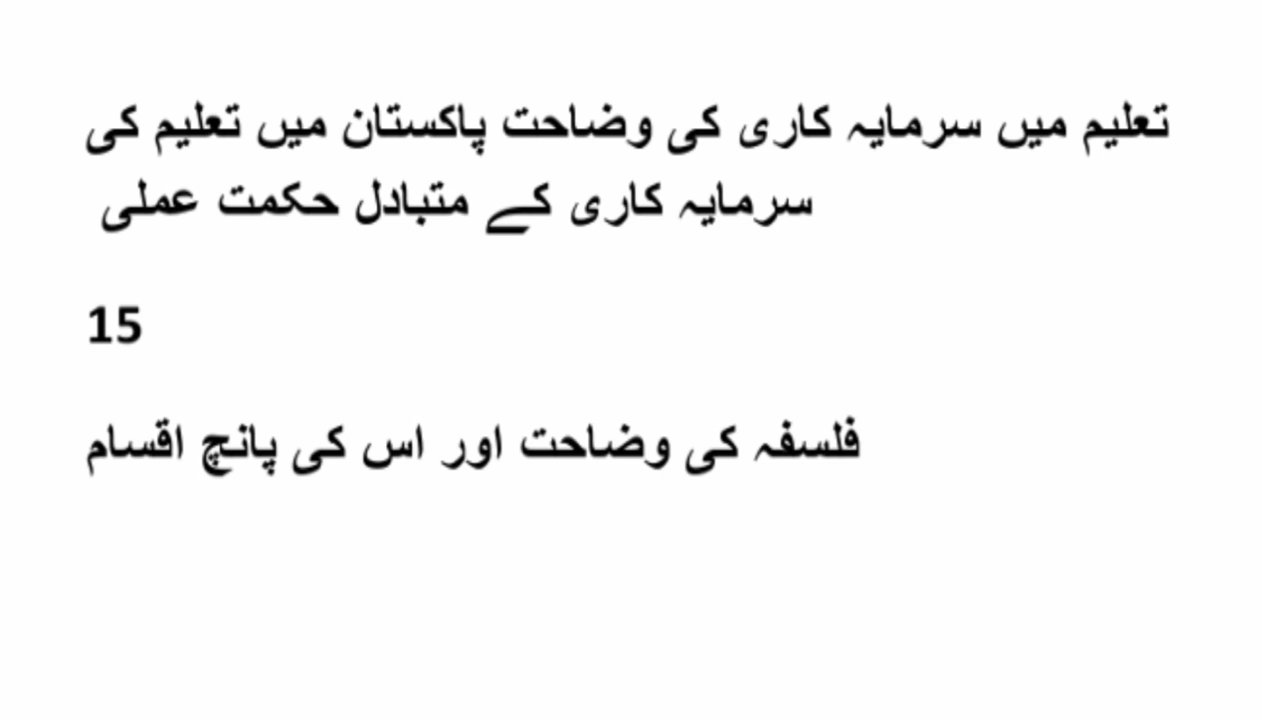 تعلیم میں سرمایہ کاری کی وضاحت پاکستان میں تعلیم کی
سرمایہ کاری کے متبادل حکمت عملی
15
فلسفہ کی وضاحت اور اس کی پانچ اقسام